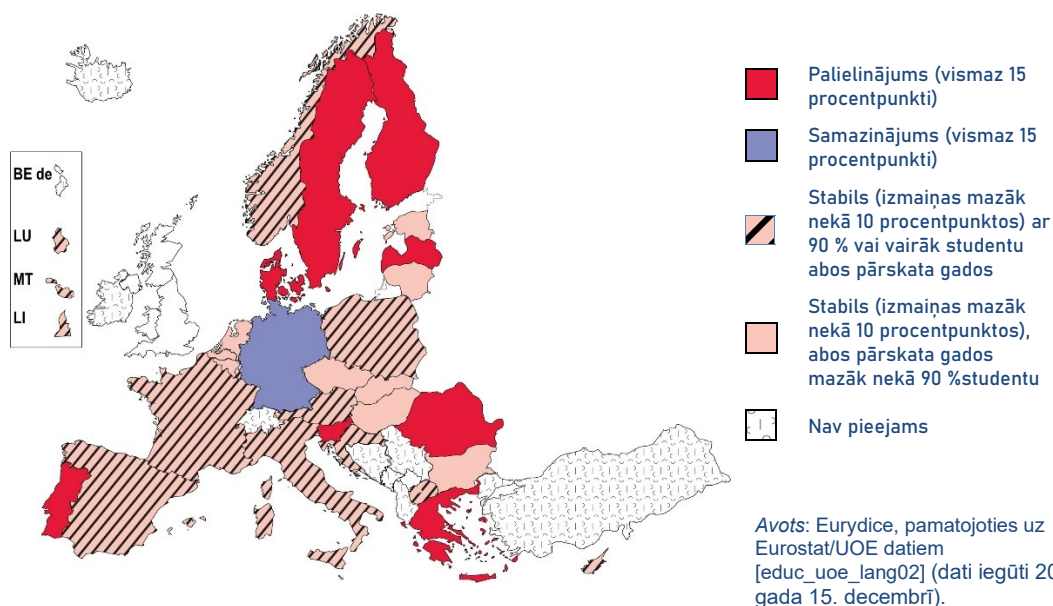 BE de
LU
MT
LI
Palielinājums (vismaz 15
procentpunkti)
Samazinājums (vismaz 15
procentpunkti)
Stabils (izmaiņas mazāk
nekā 10 procentpunktos) ar
90 % vai vairāk studentu
abos pārskata gados
Stabils (izmaiņas mazāk
nekā 10 procentpunktos),
abos pārskata gados
mazāk nekā 90 %studentu
Nav pieejams
Avots: Eurydice, pamatojoties uz
Eurostat/UOE datiem
[educ_uoe_lang02] (dati iegūti 20
gada 15. decembrī).